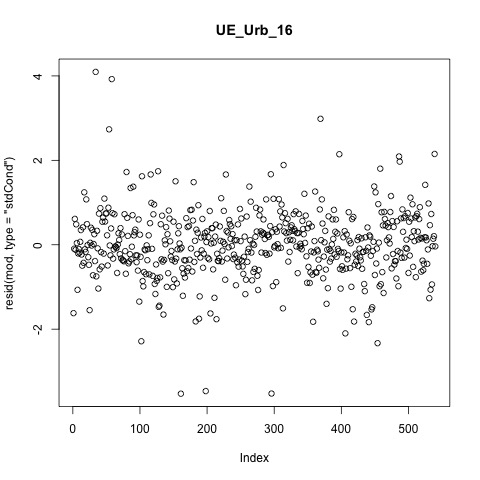 UE_Urb_16
resid(mod, type = "stdCond")
4
2
0
-2
0 100 200 300 400 500
Index